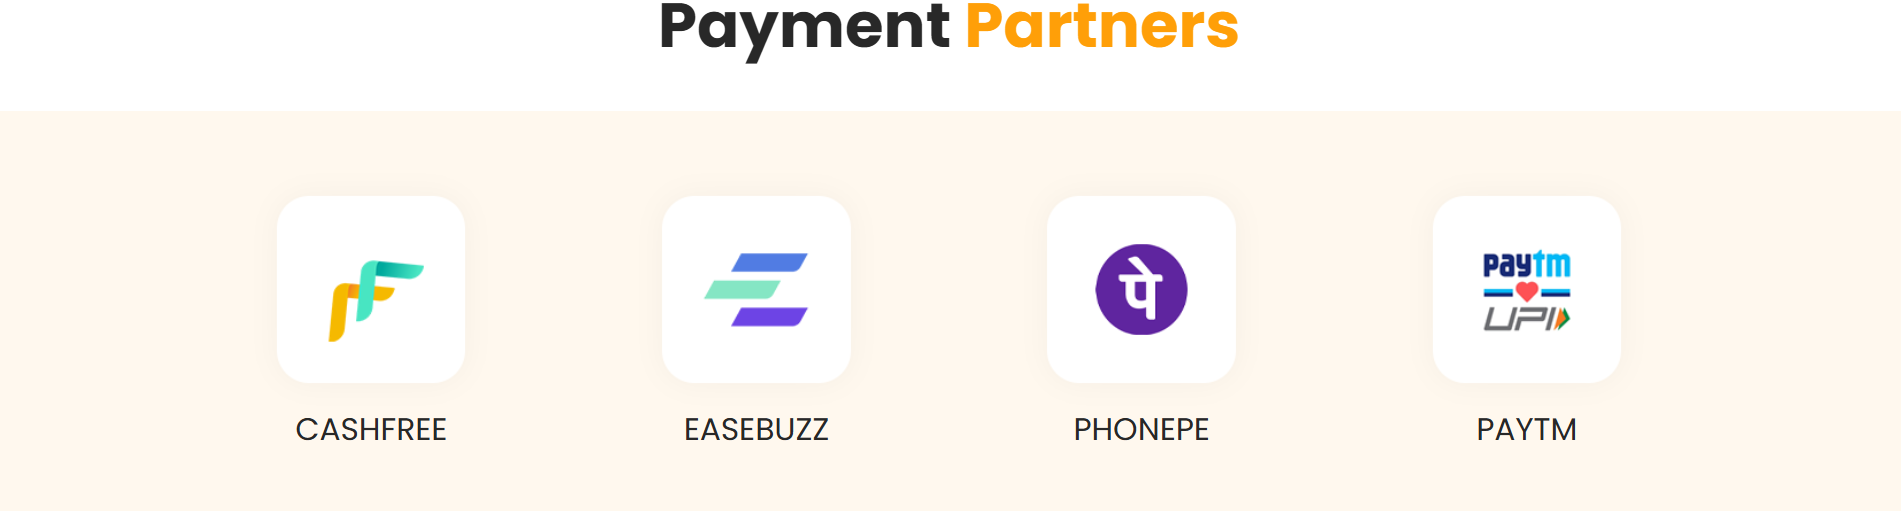 Payment Partners
पे
paytm
UPI
CASHFREE
EASEBUZZ
PHONEPE
PAYTM